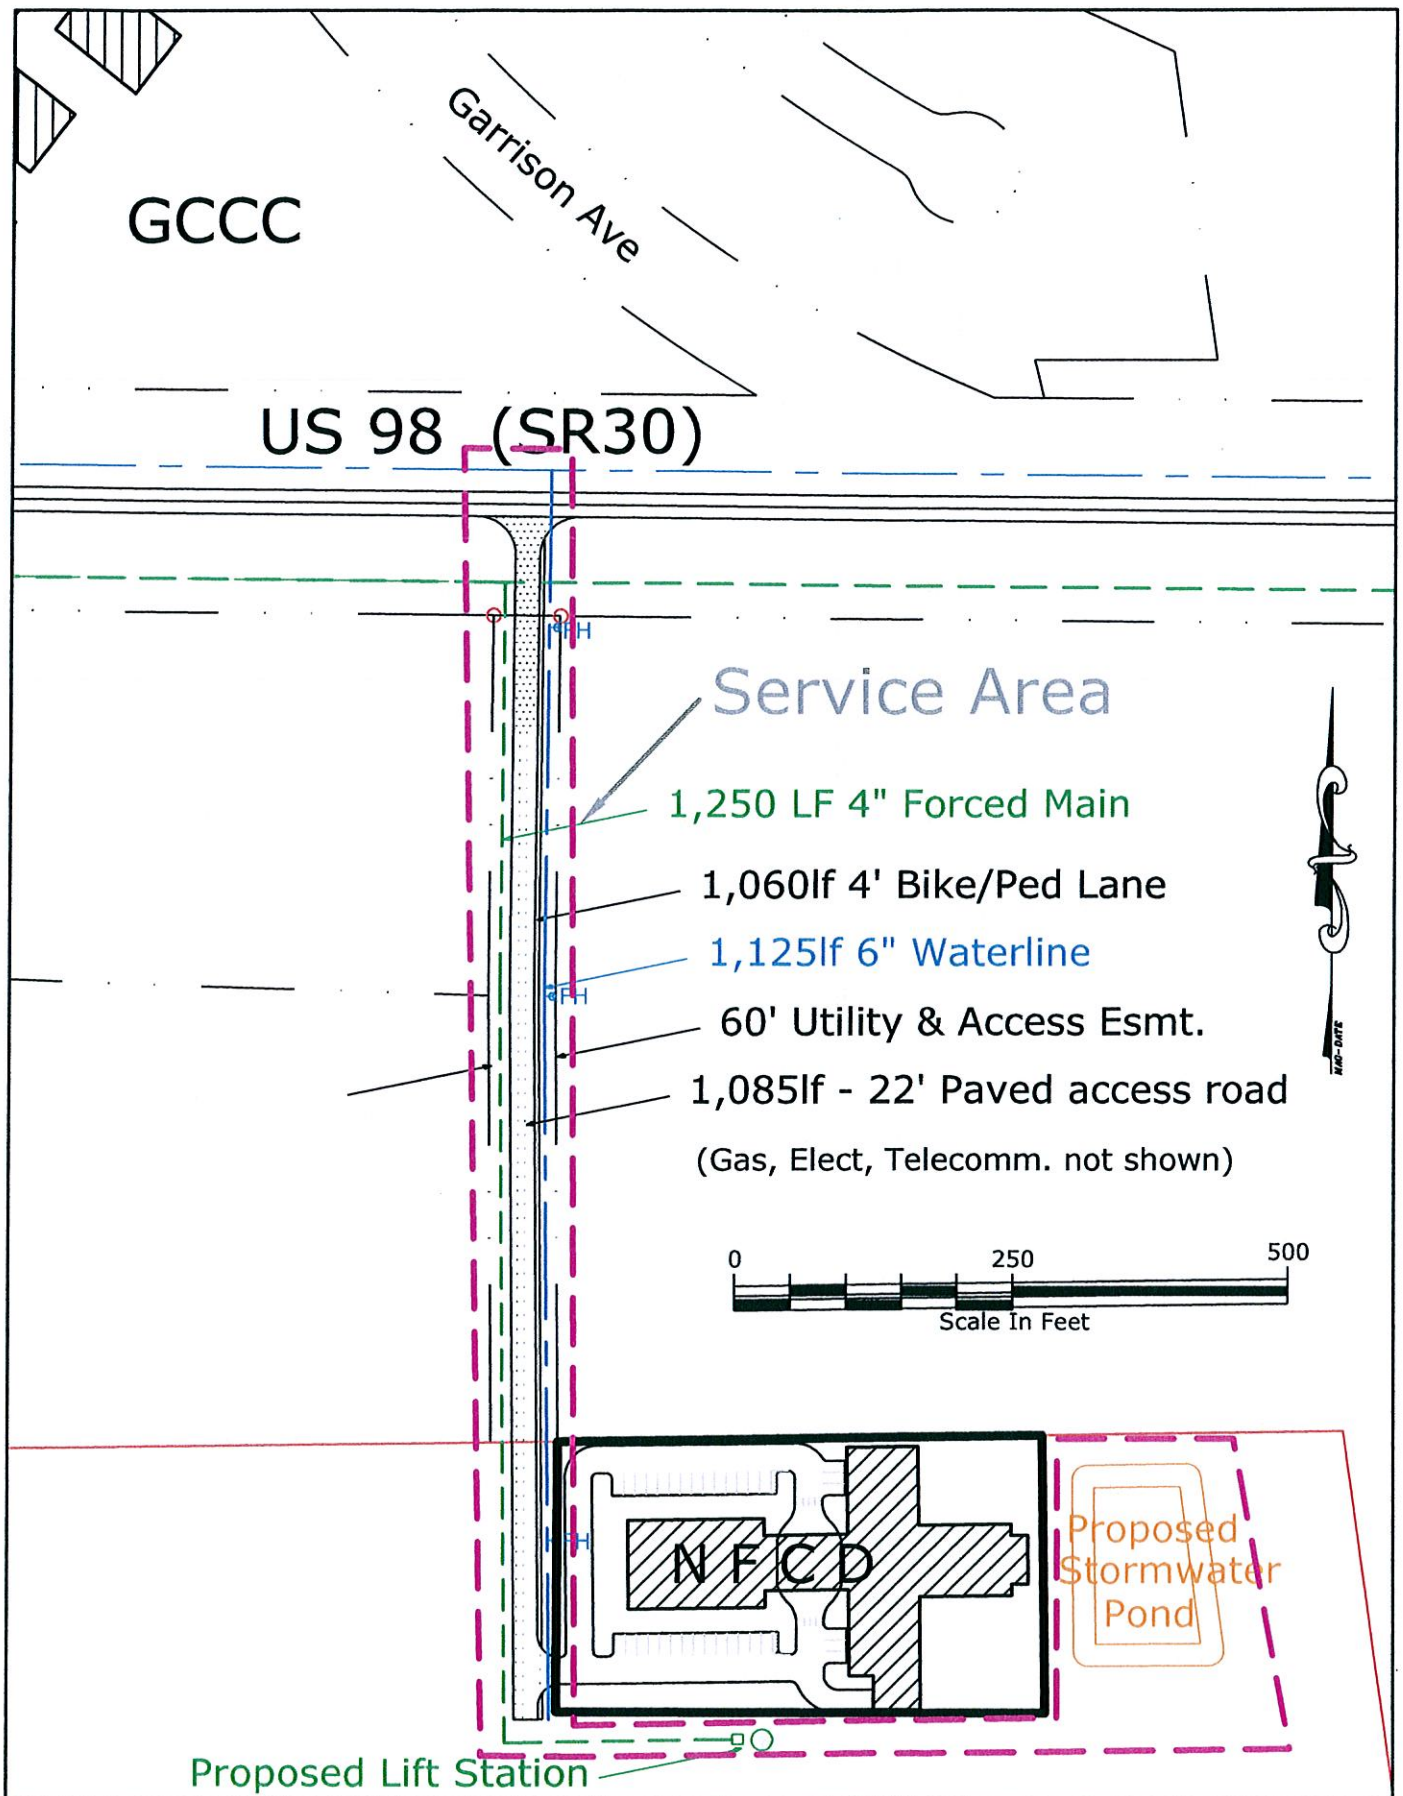 Garrison Ave
GCCC
US 98 (SR30)
FH
Service Area
1,250 LF 4" Forced Main
1,060lf 4' Bike/Ped Lane
1,125lf 6" Waterline
FH
60' Utility & Access Esmt.
1,085lf - 22' Paved access road
(Gas, Elect, Telecomm. not shown)
MAG-DATE
0 250 500
Scale In Feet
FH
N F C D
Proposed
Stormwater
Pond
Proposed Lift Station